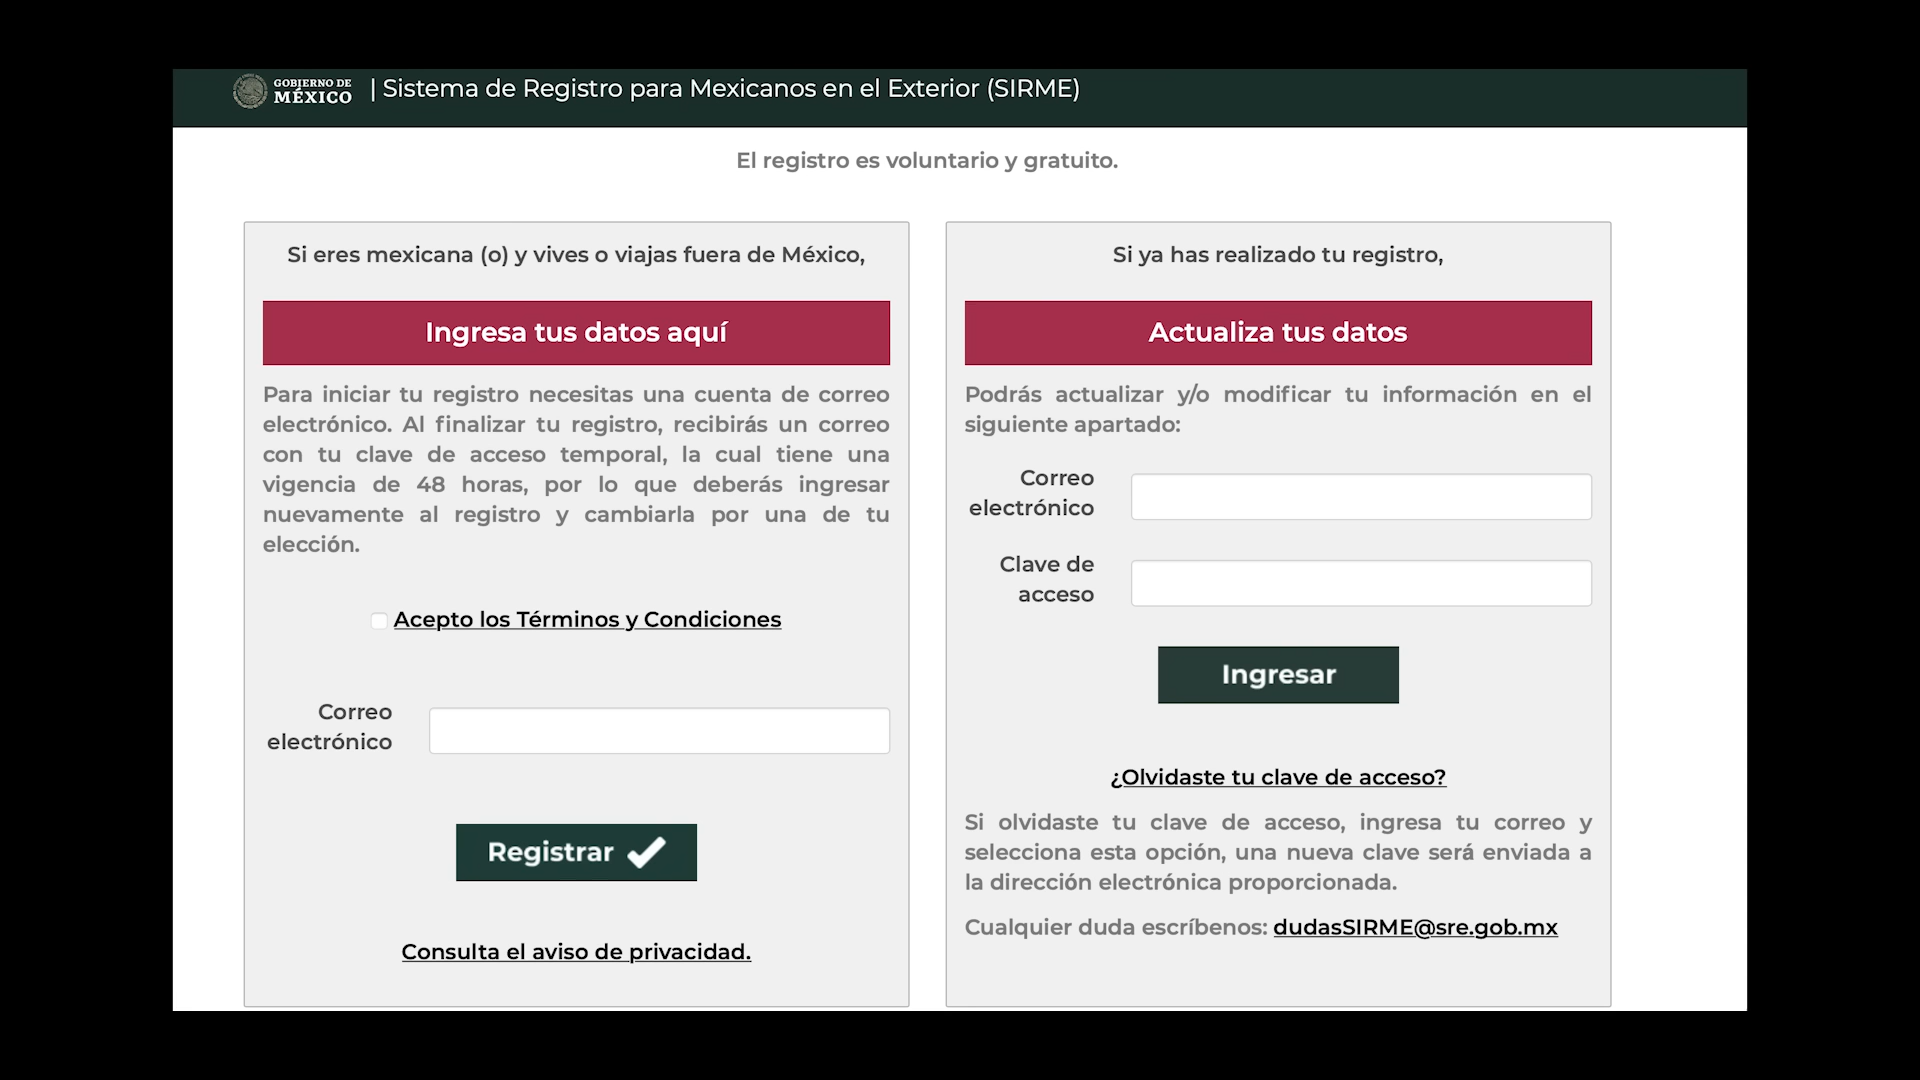 GOBIERNO DE
MÉXICO
| Sistema de Registro para Mexicanos en el Exterior (SIRME)
El registro es voluntario y gratuito.
Si eres mexicana (o) y vives o viajas fuera de México,
Ingresa tus datos aquí
Para iniciar tu registro necesitas una cuenta de correo
electrónico. Al finalizar tu registro, recibirás un correo
con tu clave de acceso temporal, la cual tiene una
vigencia de 48 horas, por lo que deberás ingresar
nuevamente al registro y cambiarla por una de tu
elección.
Acepto los Términos y Condiciones
Correo
electrónico
Registrar
Consulta el aviso de privacidad.
Si ya has realizado tu registro,
Actualiza tus datos
Podrás actualizar y/o modificar tu información en el
siguiente apartado:
Correo
electrónico
Clave de
acceso
Ingresar
¿Olvidaste tu clave de acceso?
Si olvidaste tu clave de acceso, ingresa tu correo y
selecciona esta opción, una nueva clave será enviada a
la dirección electrónica proporcionada.
Cualquier duda escríbenos: dudasSIRME@sre.gob.mx